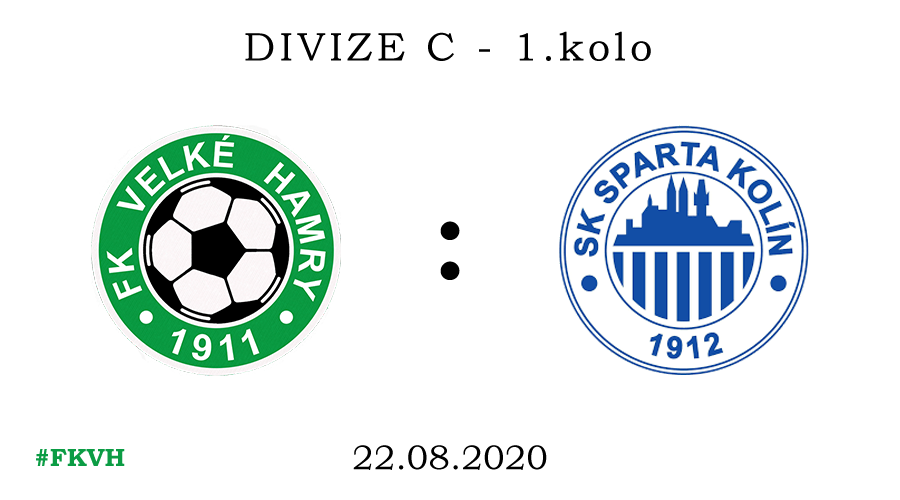 DIVIZE C - 1.kolo
FK VELKÉ HAMRY
1911
:
SK SPARTA KOLÍN
1912
#FKVH
22.08.2020